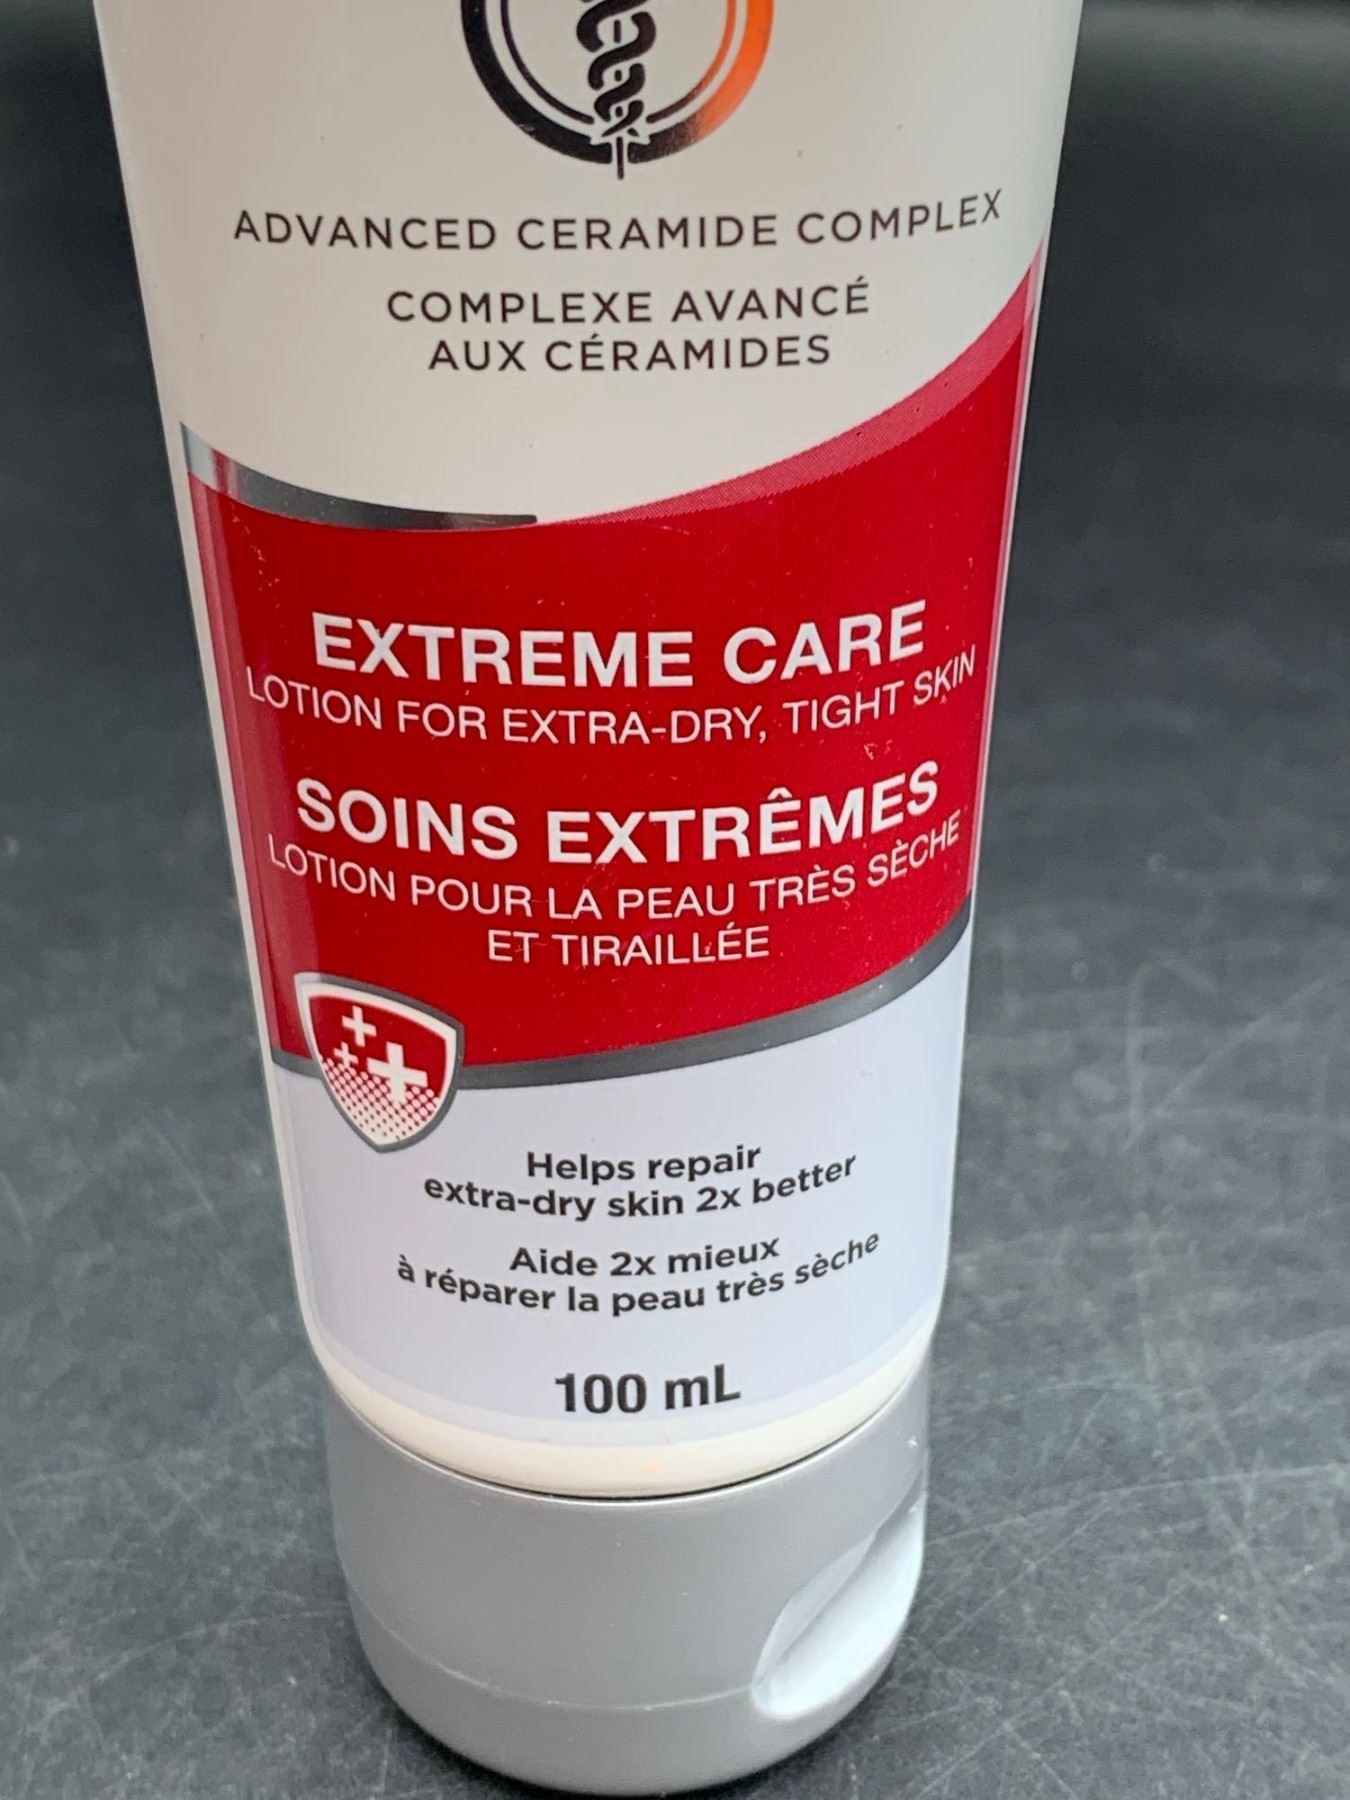 ADVANCED CERAMIDE COMPLEX
COMPLEXE AVANCÉ
AUX CÉRAMIDES
EXTREME CARE
LOTION FOR EXTRA-DRY, TIGHT SKIN
SOINS EXTRÊMES
LOTION POUR LA PEAU TRÈS SÈCHE
ET TIRAILLÉE
Helps repair
extra-dry skin 2x better
Aide 2x mieux
à réparer la peau très sèche
100 mL